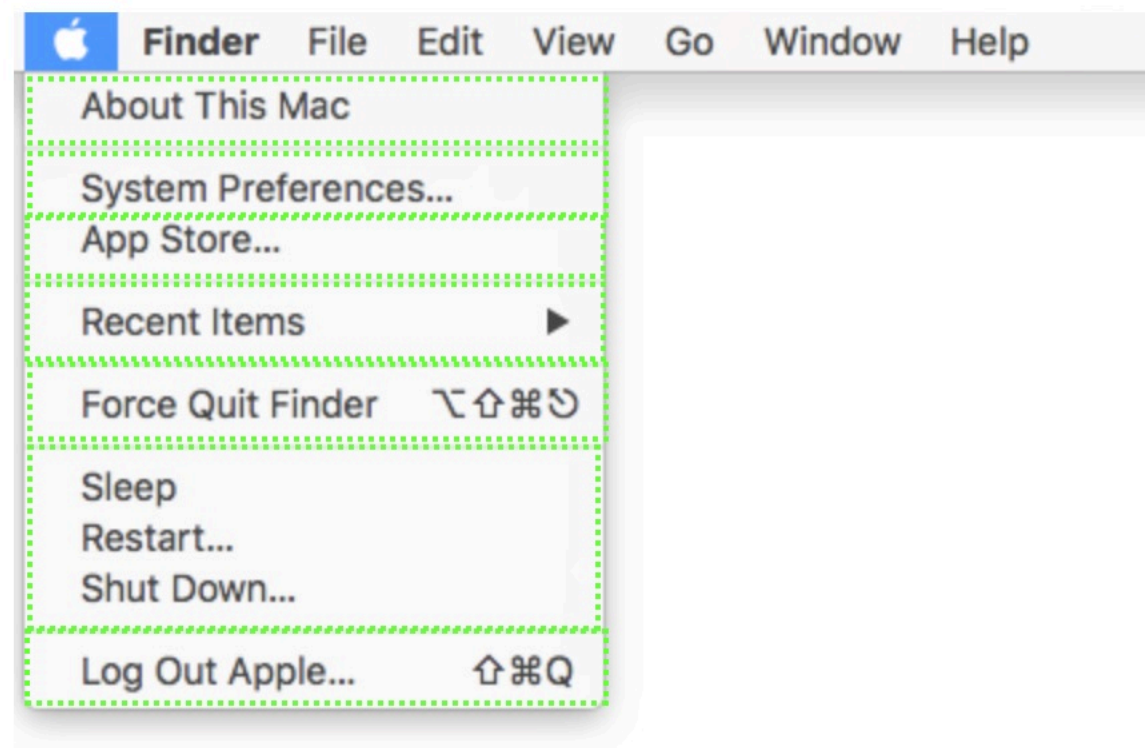 Finder File Edit View Go Window Help
About This Mac
System Preferences...
App Store...
Recent Items ▶
Force Quit Finder ⌥⇧⌘⎋
Sleep
Restart...
Shut Down...
Log Out Apple... ⇧⌘Q